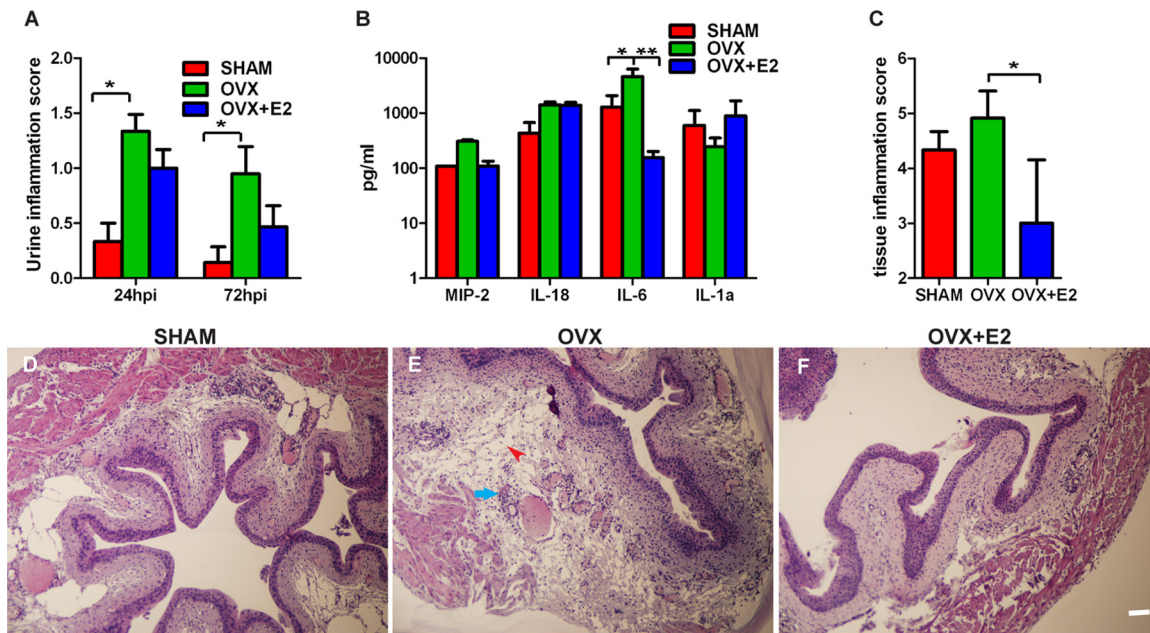 A
Urine inflammation score
2.0
1.5
1.0
0.5
0.0
SHAM
OVX
OVX+E2
*
*
24hpi
72hpi
B
pg/ml
10000
1000
100
10
1
SHAM
OVX
OVX+E2
* **
MIP-2
IL-18
IL-6
IL-1a
C
tissue inflammation score
6
5
4
3
2
*
SHAM
OVX
OVX+E2
SHAM
OVX
OVX+E2
D
E
F